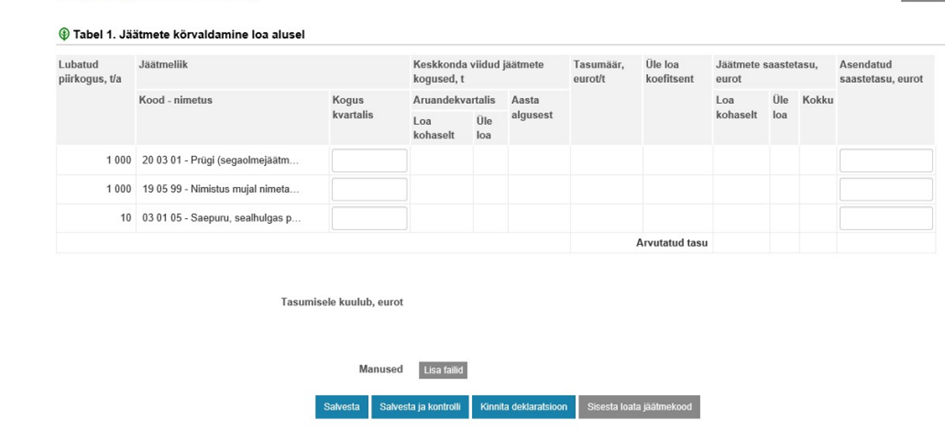 Tabel 1. Jäätmete kõrvaldamine loa alusel
Lubatud piirkogus, t/a
Jäätmeliik
Keskkonda viidud jäätmete kogused, t
Tasumäär, eurot/t
Üle loa koefitsent
Jäätmete saastetasu, eurot
Asendatud saastetasu, eurot
Kood - nimetus
Kogus kvartalis
Aruandekvartalis
Aasta algusest
Loa kohaselt
Üle loa
Kokku
Loa kohaselt
Üle loa
1 000 20 03 01 - Prügi (segaolmejäätm...
1 000 19 05 99 - Nimistus mujal nimeta...
10 03 01 05 - Saepuru, sealhulgas p...
Arvutatud tasu
Tasumisele kuulub, eurot
Manused Lisa failid
Salvesta Salvesta ja kontrolli Kinnita deklaratsioon Sisesta loata jäätmekood